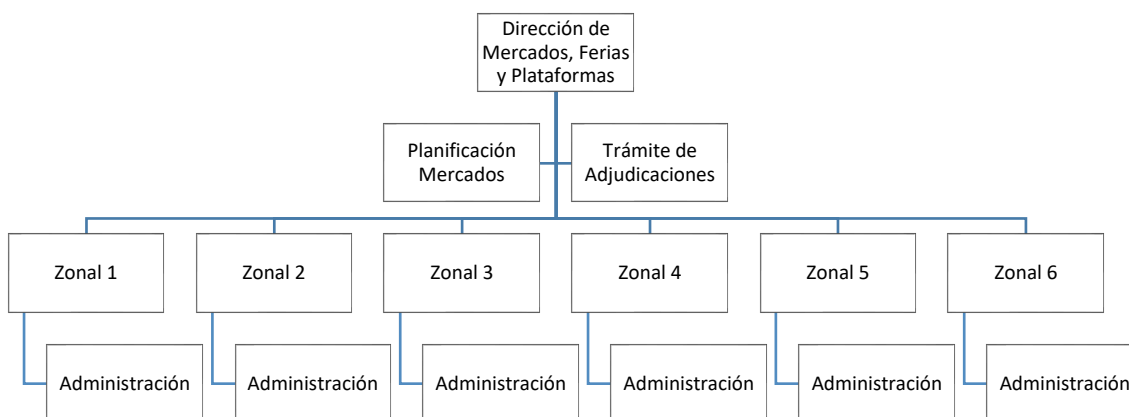 Dirección de
Mercados, Ferias
y Plataformas
Planificación
Mercados
Trámite de
Adjudicaciones
Zonal 1
Zonal 2
Zonal 3
Zonal 4
Zonal 5
Zonal 6
Administración
Administración
Administración
Administración
Administración
Administración